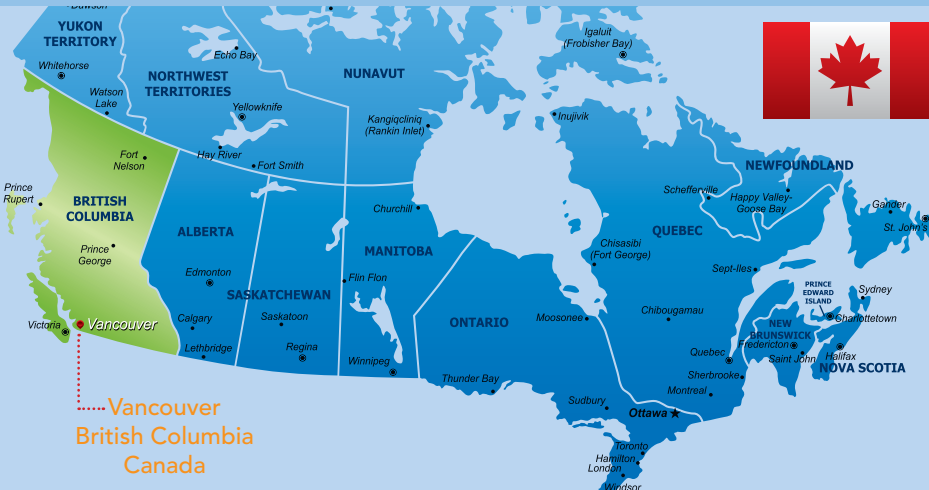 Dawson
YUKON
TERRITORY
Whitehorse
Watson
Lake
Echo Bay
NORTHWEST
TERRITORIES
Yellowknife
Hay River
Fort Smith
NUNAVUT
Kangiqcliniq
(Rankin Inlet)
Igaluit
(Frobisher Bay)
Inujivik
Fort
Nelson
Prince
Rupert
BRITISH
COLUMBIA
Prince
George
Victoria
Vancouver
ALBERTA
Edmonton
Calgary
Lethbridge
SASKATCHEWAN
Saskatoon
Regina
Churchill
MANITOBA
Flin Flon
Winnipeg
ONTARIO
Thunder Bay
Moosonee
Sudbury
Ottawa
Toronto
Hamilton
London
Windsor
NEWFOUNDLAND
Schefferville
Happy Valley-
Goose Bay
Gander
St. John's
QUEBEC
Chisasibi
(Fort George)
Sept-Iles
Chibougamau
Quebec
Sherbrooke
Montreal
PRINCE
EDWARD
ISLAND
Sydney
Charlottetown
NEW
BRUNSWICK
Fredericton
Saint John
Halifax
NOVA SCOTIA
Vancouver
British Columbia
Canada